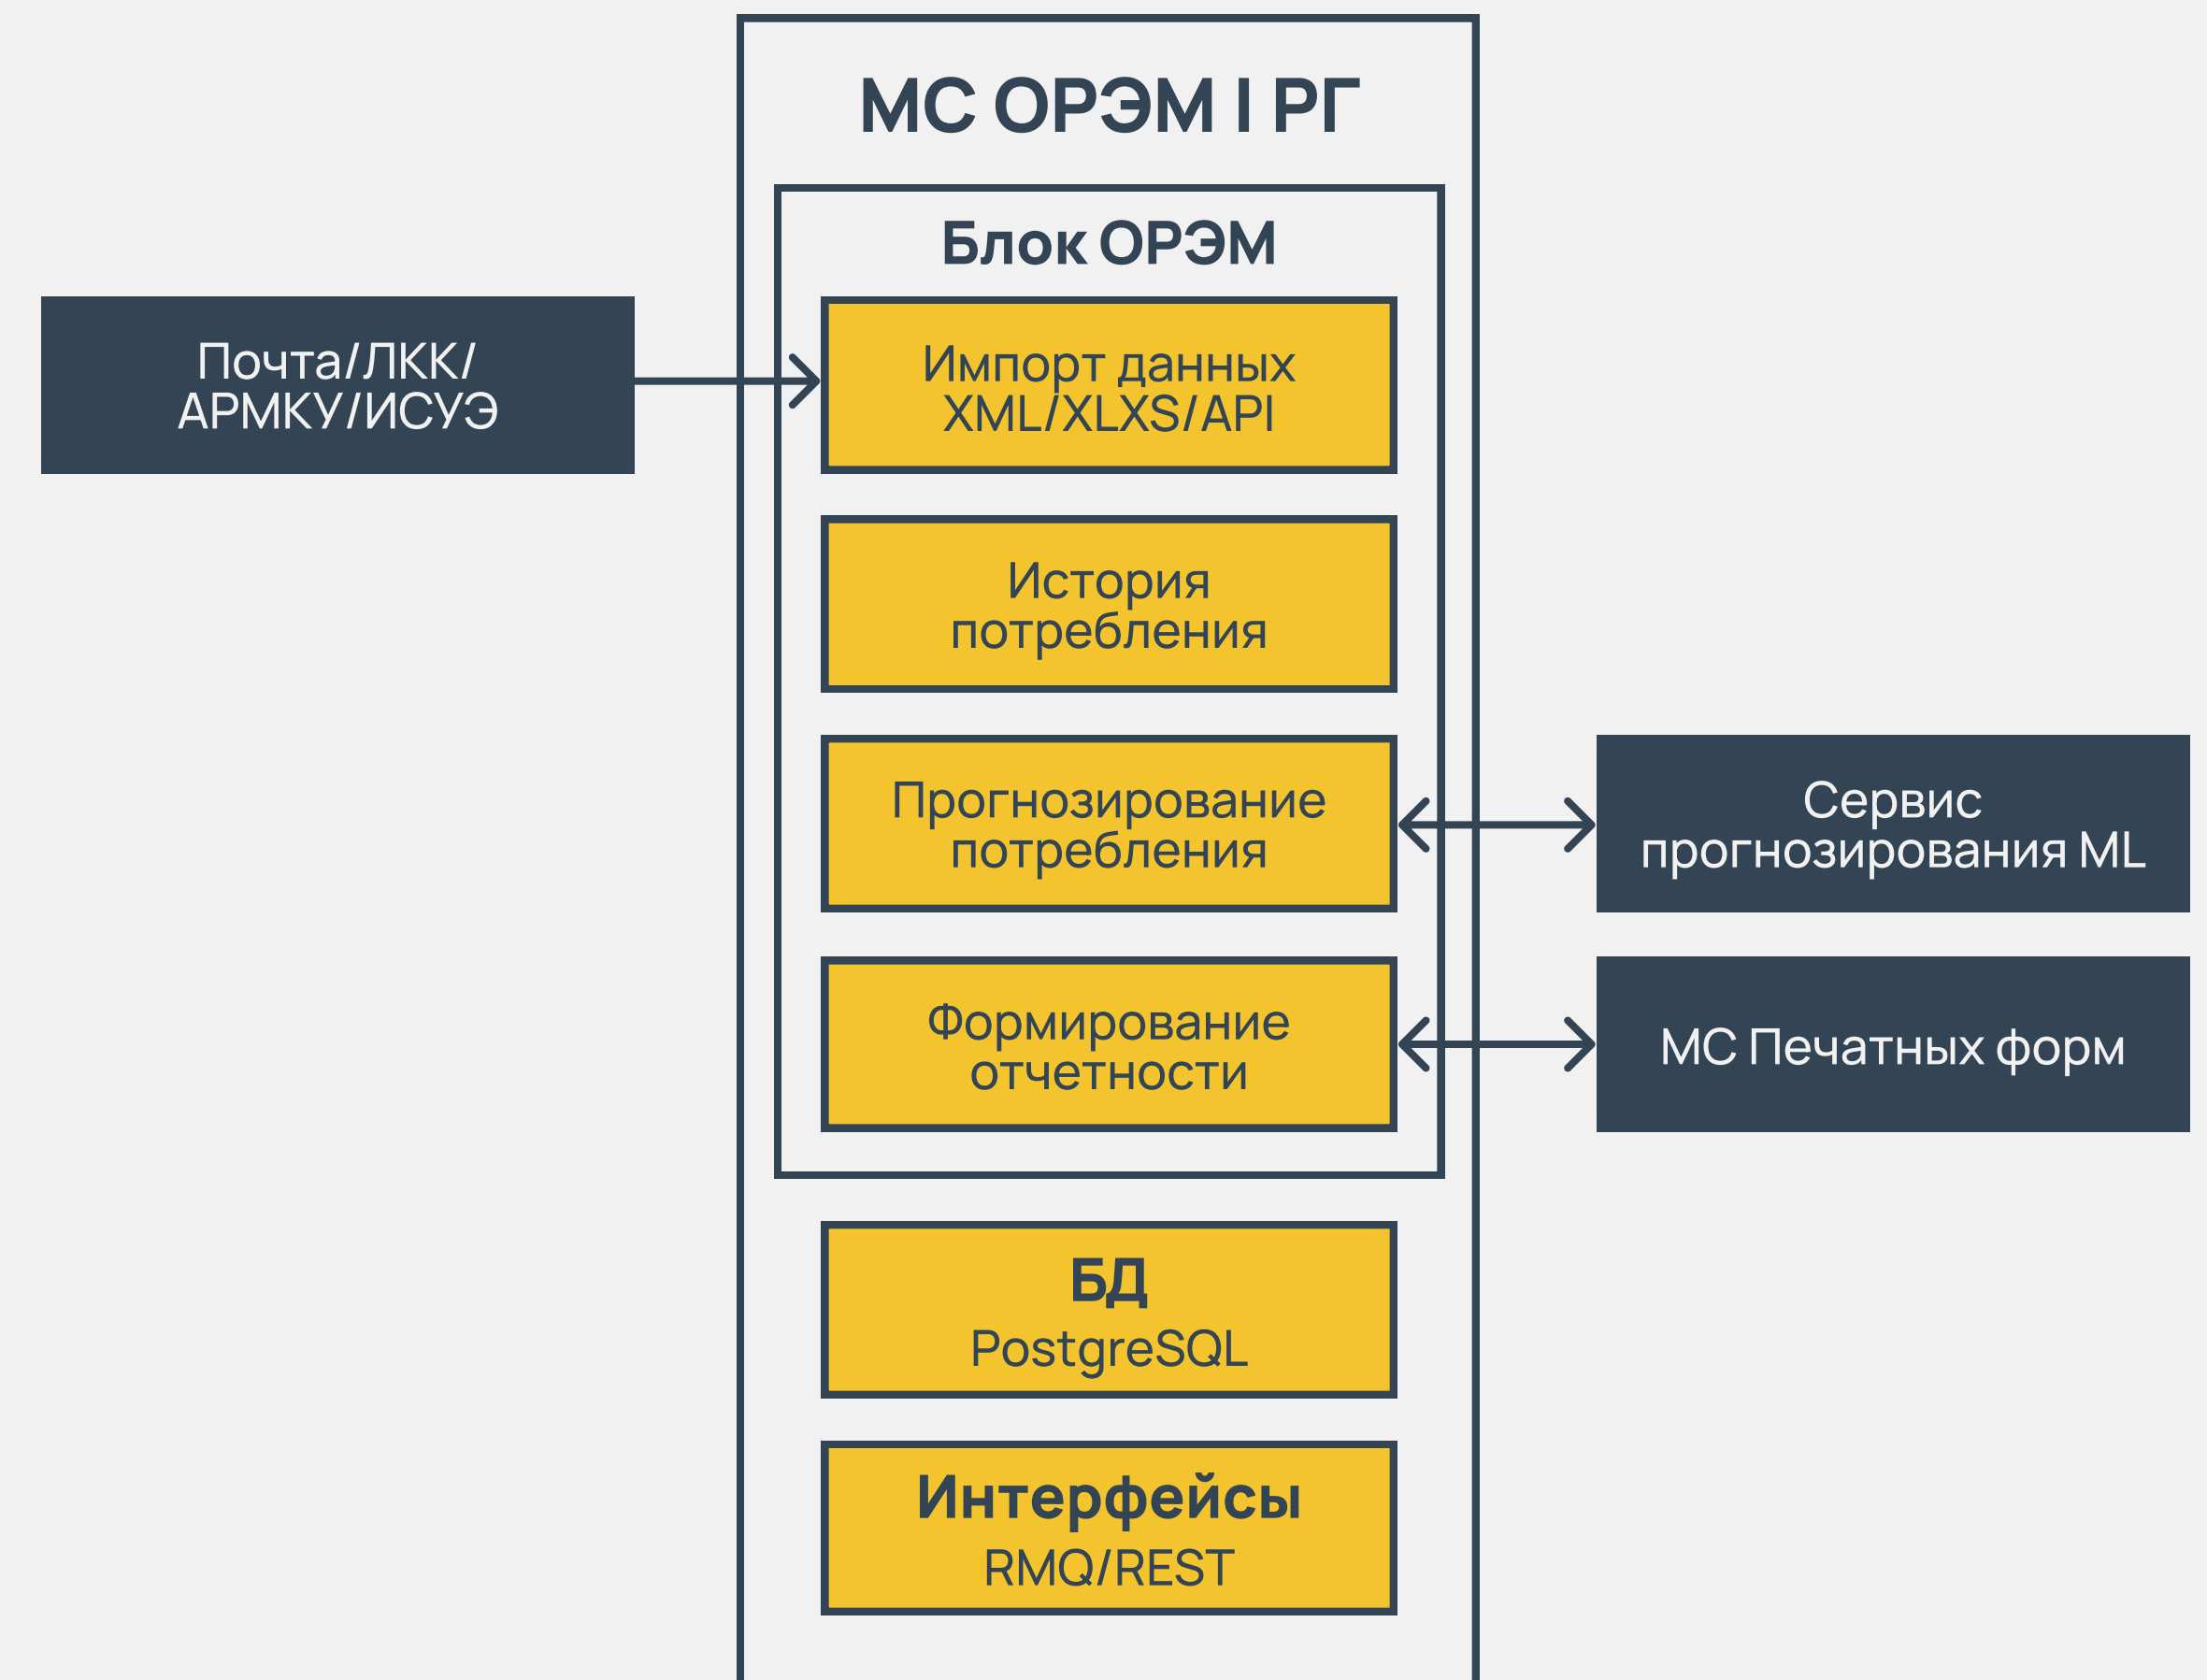 МС ОРЭМ I РГ
Блок ОРЭМ
Почта/ЛКК/
АРМКУ/ИСУЭ
Импорт данных
XML/XLXS/API
История
потребления
Прогнозирование
потребления
Сервис
прогнозирования ML
Формирование
отчетности
МС Печатных форм
БД
PostgreSQL
Интерфейсы
RMQ/REST